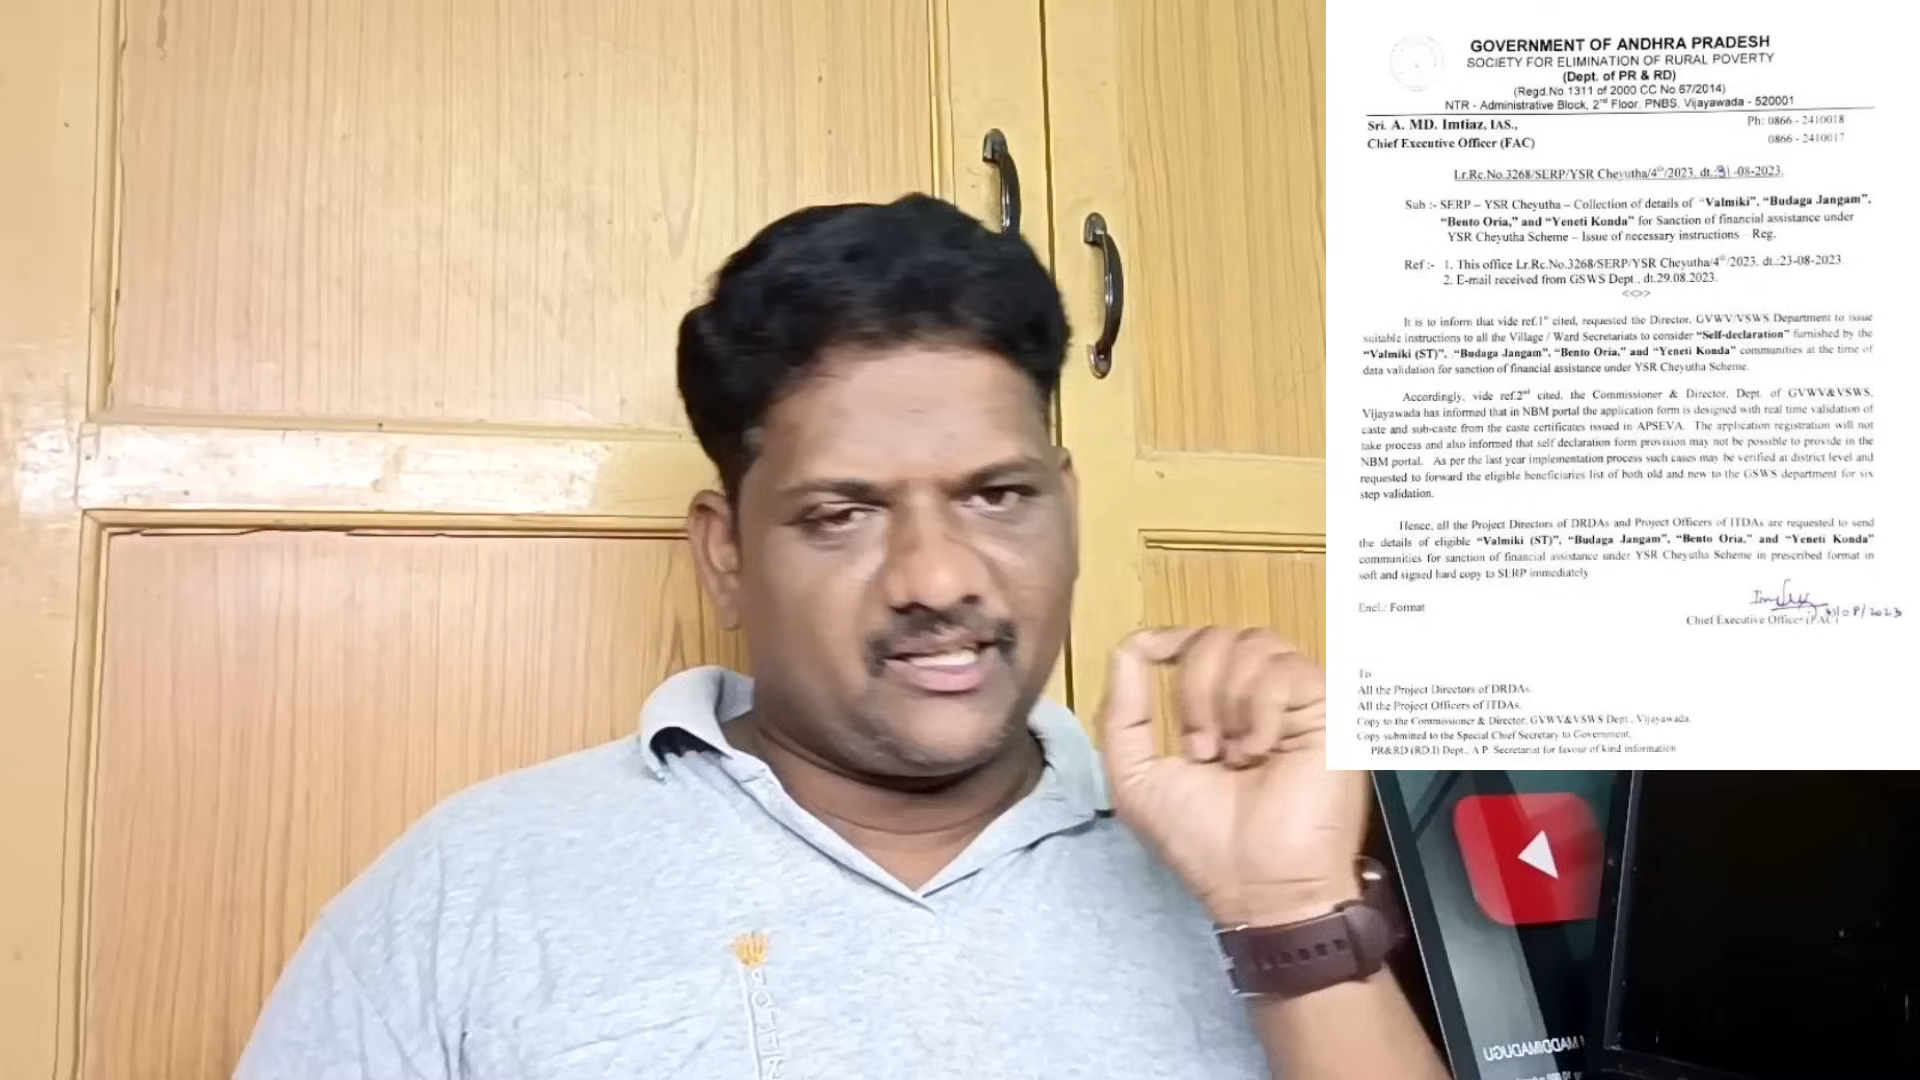 GOVERNMENT OF ANDHRA PRADESH
SOCIETY FOR ELIMINATION OF RURAL POVERTY
(Dept. of PR & RD)
(Regd.No.1311 of 2000 CC No.67/2014)
NTR - Administrative Block, 2nd Floor, PNBS, Vijayawada - 520001
Sri. A. MD. Imtiaz, IAS.,
Chief Executive Officer (FAC)
Ph: 0866 - 2410018
0866 - 2410017
Lr.Rc.No.3268/SERP/YSR Cheyutha/4th/2023, dt.:31-08-2023.
Sub :- SERP – YSR Cheyutha – Collection of details of "Valmiki", "Budaga Jangam",
"Bento Oria," and "Yeneti Konda" for Sanction of financial assistance under
YSR Cheyutha Scheme – Issue of necessary instructions – Reg.
Ref :- 1. This office Lr.Rc.No.3268/SERP/YSR Cheyutha/4th/2023, dt.:23-08-2023.
2. E-mail received from GSWS Dept., dt.29.08.2023.
<<>>
It is to inform that vide ref.1st cited, requested the Director, GVWV/VSWS Department to issue
suitable instructions to all the Village / Ward Secretariats to consider "Self-declaration" furnished by the
"Valmiki (ST)", "Budaga Jangam", "Bento Oria," and "Yeneti Konda" communities at the time of
data validation for sanction of financial assistance under YSR Cheyutha Scheme.
Accordingly, vide ref.2nd cited, the Commissioner & Director, Dept. of GVWV&VSWS,
Vijayawada has informed that in NBM portal the application form is designed with real time validation of
caste and sub-caste from the caste certificates issued in APSEVA. The application registration will not
take process and also informed that self declaration form provision may not be possible to provide in the
NBM portal. As per the last year implementation process such cases may be verified at district level and
requested to forward the eligible beneficiaries list of both old and new to the GSWS department for six
step validation.
Hence, all the Project Directors of DRDAs and Project Officers of ITDAs are requested to send
the details of eligible "Valmiki (ST)", "Budaga Jangam", "Bento Oria," and "Yeneti Konda"
communities for sanction of financial assistance under YSR Cheyutha Scheme in prescribed format in
soft and signed hard copy to SERP immediately
Encl.: Format
31/08/2023
Chief Executive Officer (FAC)
To
All the Project Directors of DRDAs.
All the Project Officers of ITDAs.
Copy to the Commissioner & Director, GVWV&VSWS Dept., Vijayawada.
Copy submitted to the Special Chief Secretary to Government,
PR&RD (RD.I) Dept., A.P. Secretariat for favour of kind information
MADDIMADUGU